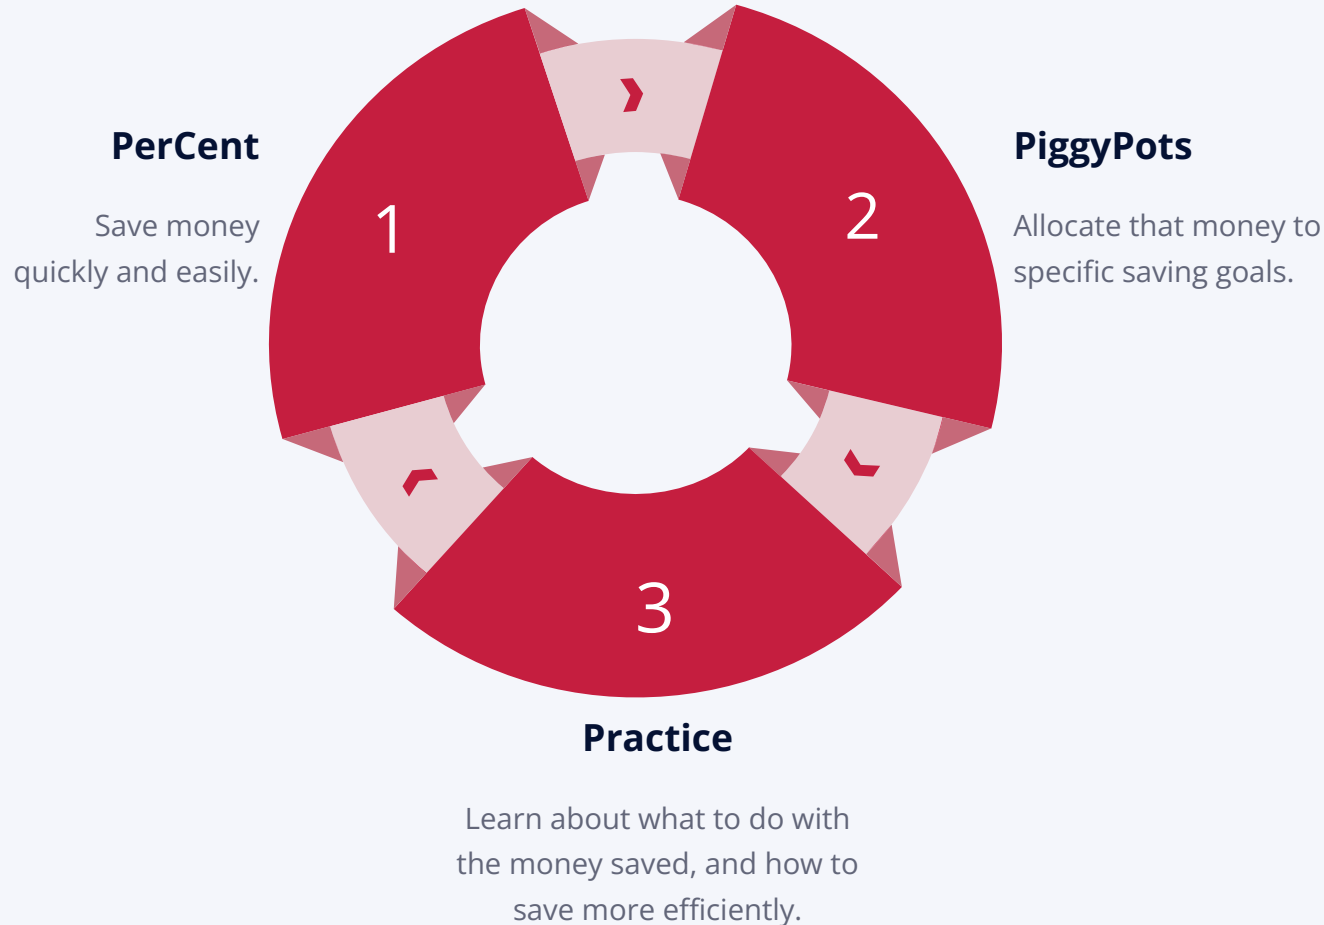 PerCent
Save money
quickly and easily.
1
2
PiggyPots
Allocate that money to
specific saving goals.
3
Practice
Learn about what to do with
the money saved, and how to
save more efficiently.